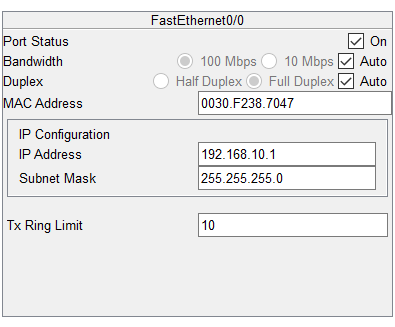 FastEthernet0/0
Port Status On
Bandwidth 100 Mbps 10 Mbps Auto
Duplex Half Duplex Full Duplex Auto
MAC Address 0030.F238.7047
IP Configuration
IP Address 192.168.10.1
Subnet Mask 255.255.255.0
Tx Ring Limit 10